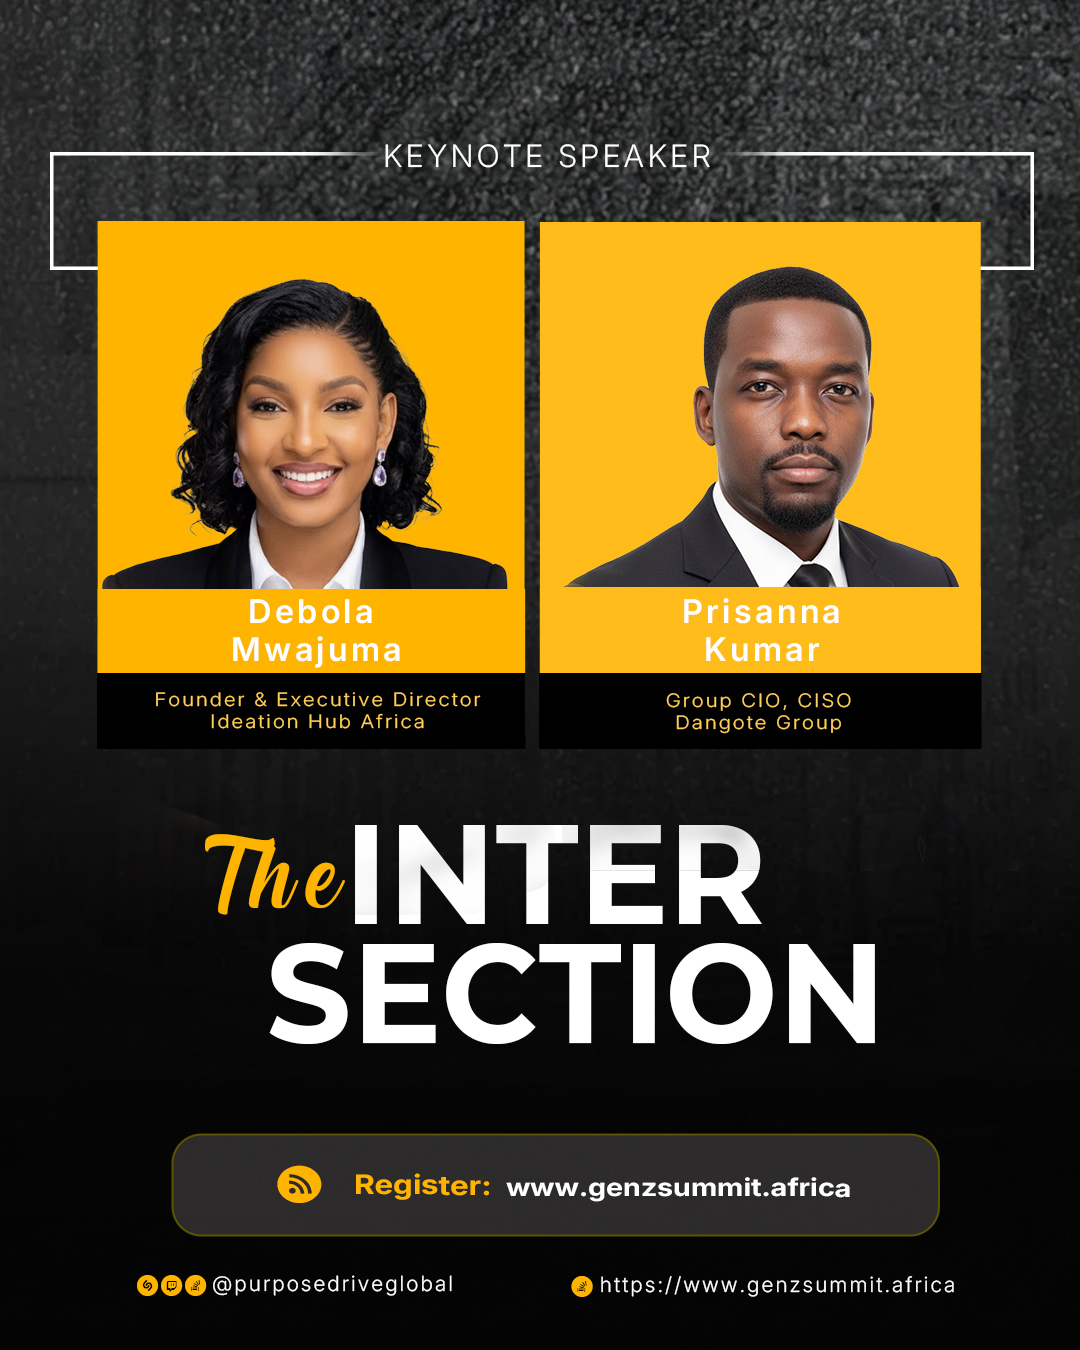 KEYNOTE SPEAKER
Debola
Mwajuma
Founder & Executive Director
Ideation Hub Africa
Prisanna
Kumar
Group CIO, CISO
Dangote Group
The INTER
SECTION
Register: www.genzsummit.africa
@purposedriveglobal
https://www.genzsummit.africa